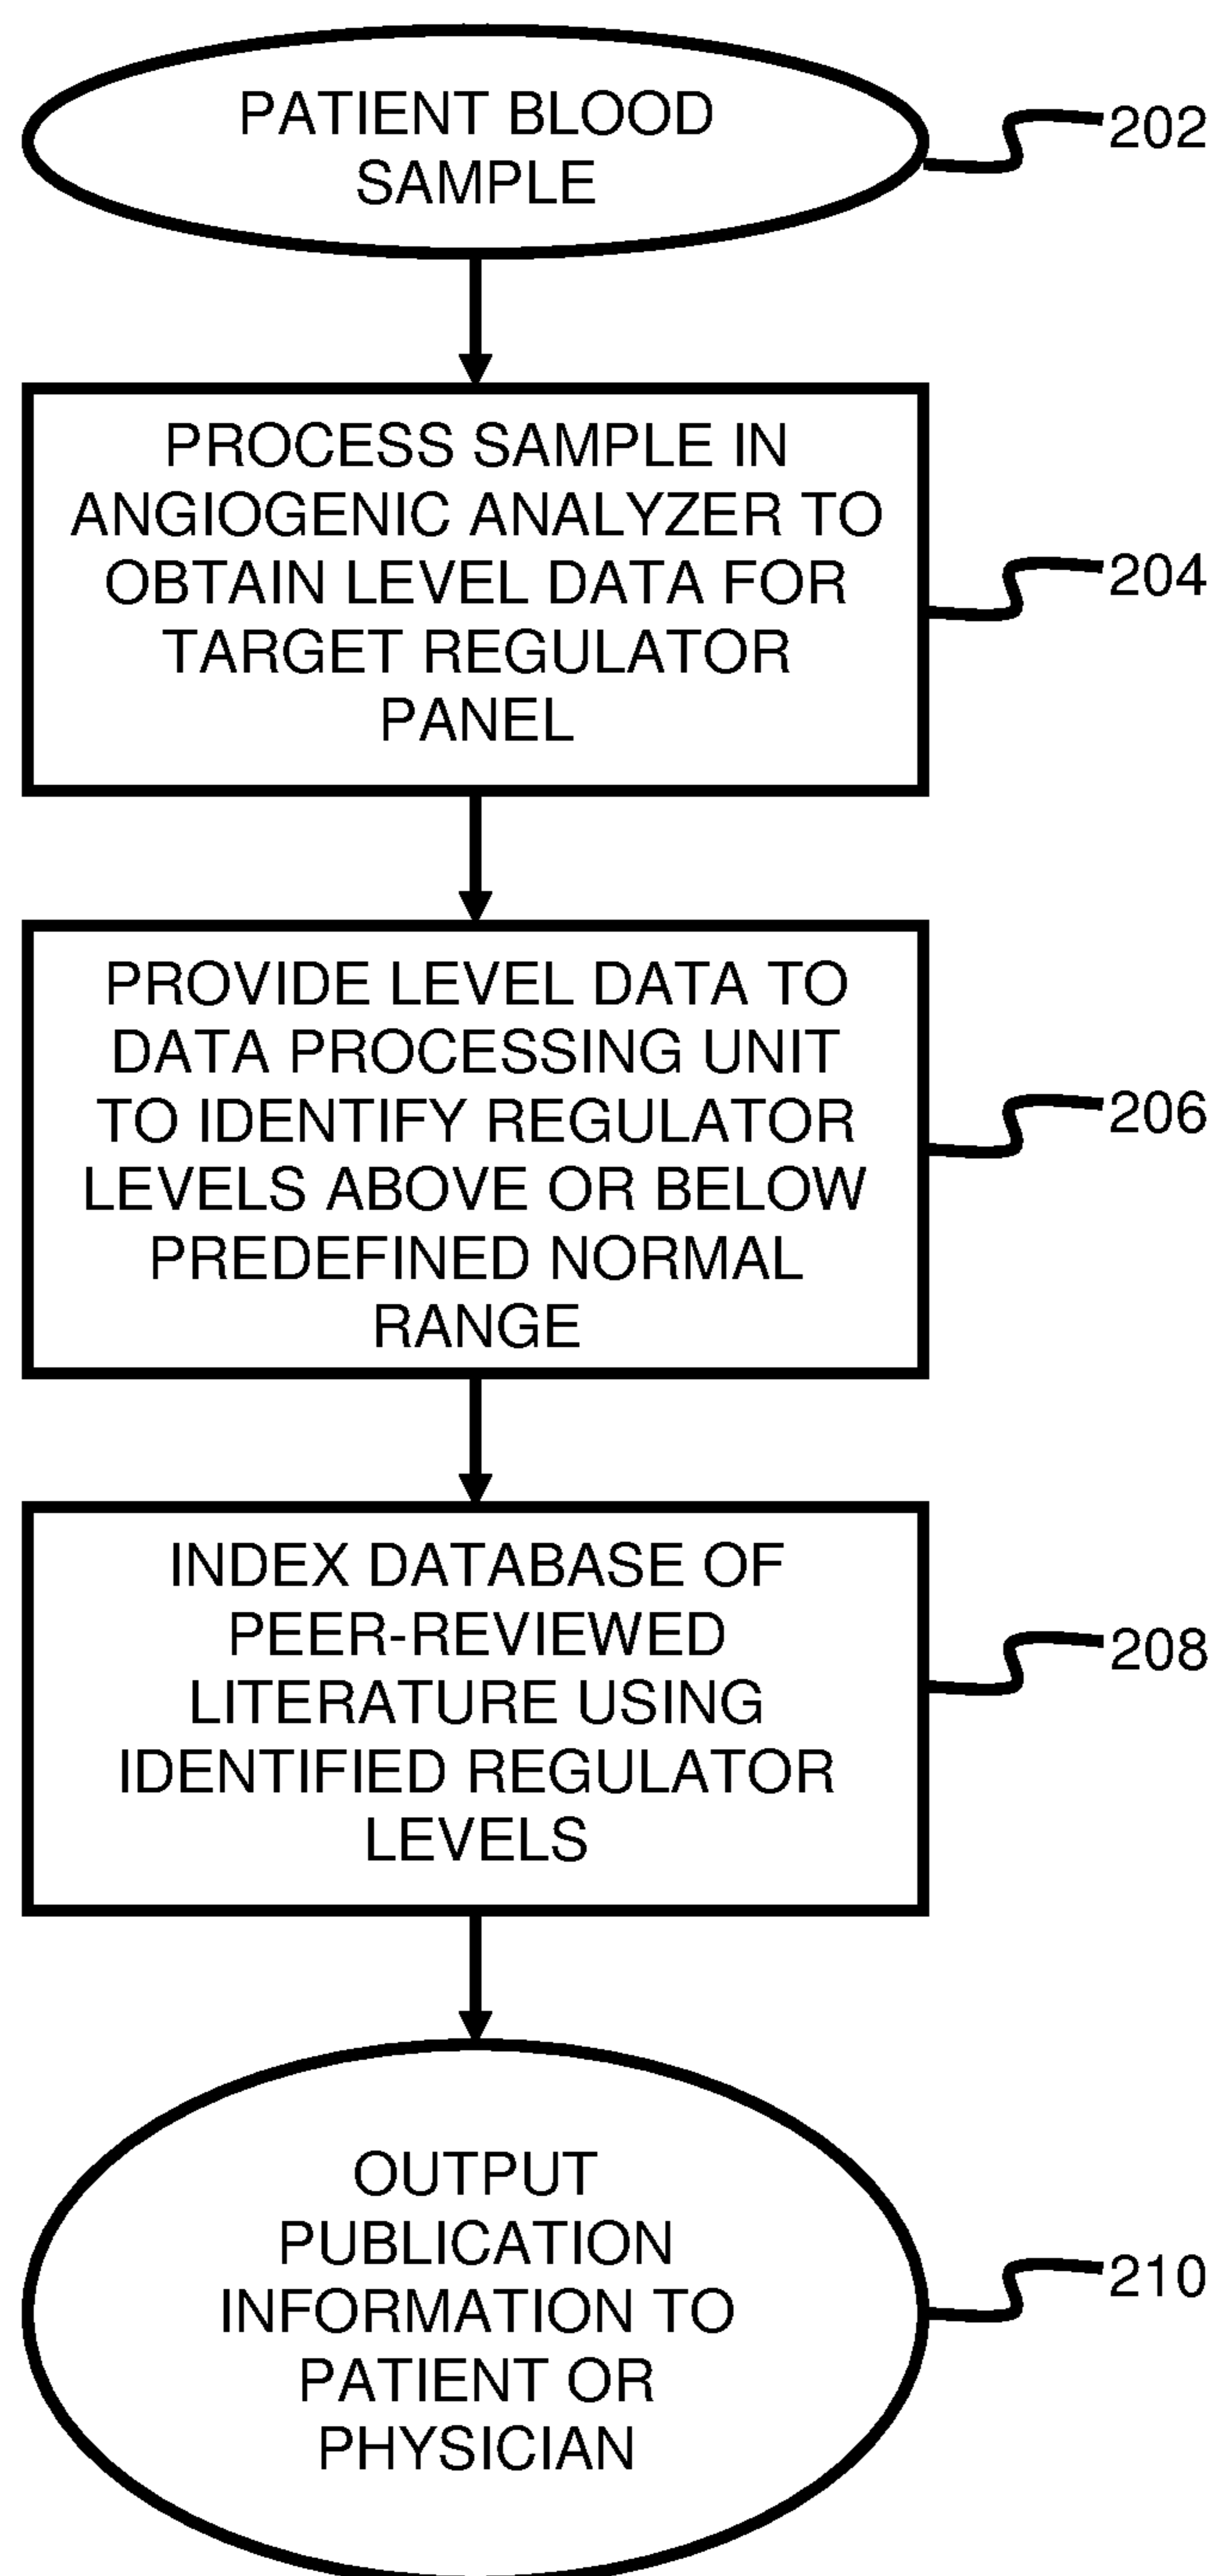 PATIENT BLOOD
SAMPLE
202
PROCESS SAMPLE IN
ANGIOGENIC ANALYZER TO
OBTAIN LEVEL DATA FOR
TARGET REGULATOR
PANEL
204
PROVIDE LEVEL DATA TO
DATA PROCESSING UNIT
TO IDENTIFY REGULATOR
LEVELS ABOVE OR BELOW
PREDEFINED NORMAL
RANGE
206
INDEX DATABASE OF
PEER-REVIEWED
LITERATURE USING
IDENTIFIED REGULATOR
LEVELS
208
OUTPUT
PUBLICATION
INFORMATION TO
PATIENT OR
PHYSICIAN
210